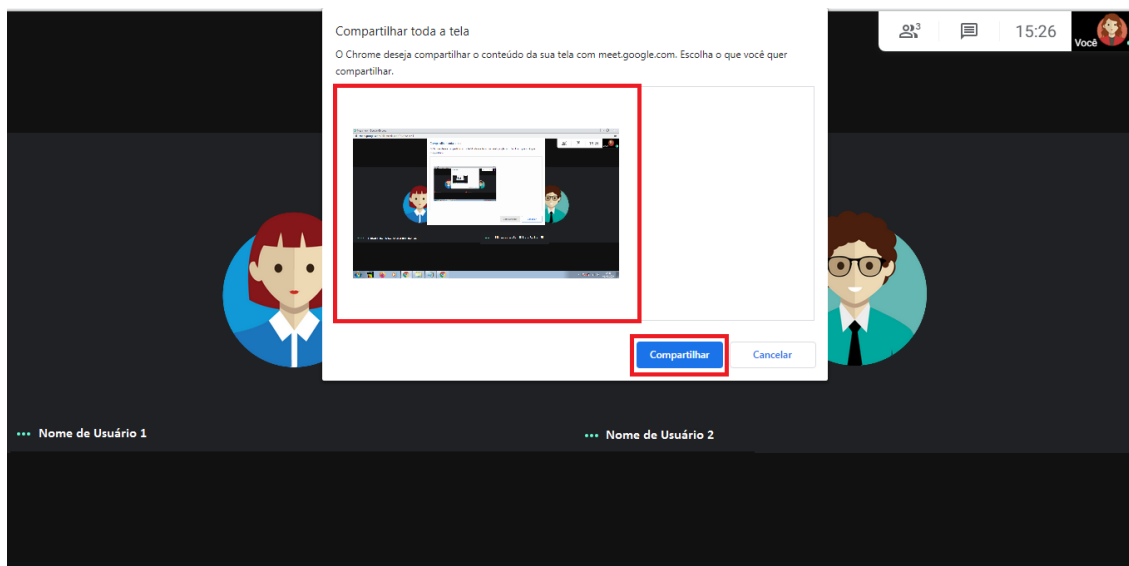 Compartilhar toda a tela
O Chrome deseja compartilhar o conteúdo da sua tela com meet.google.com. Escolha o que você quer
compartilhar.
3
15:26
Você
Compartilhar
Cancelar
Nome de Usuário 1
Nome de Usuário 2